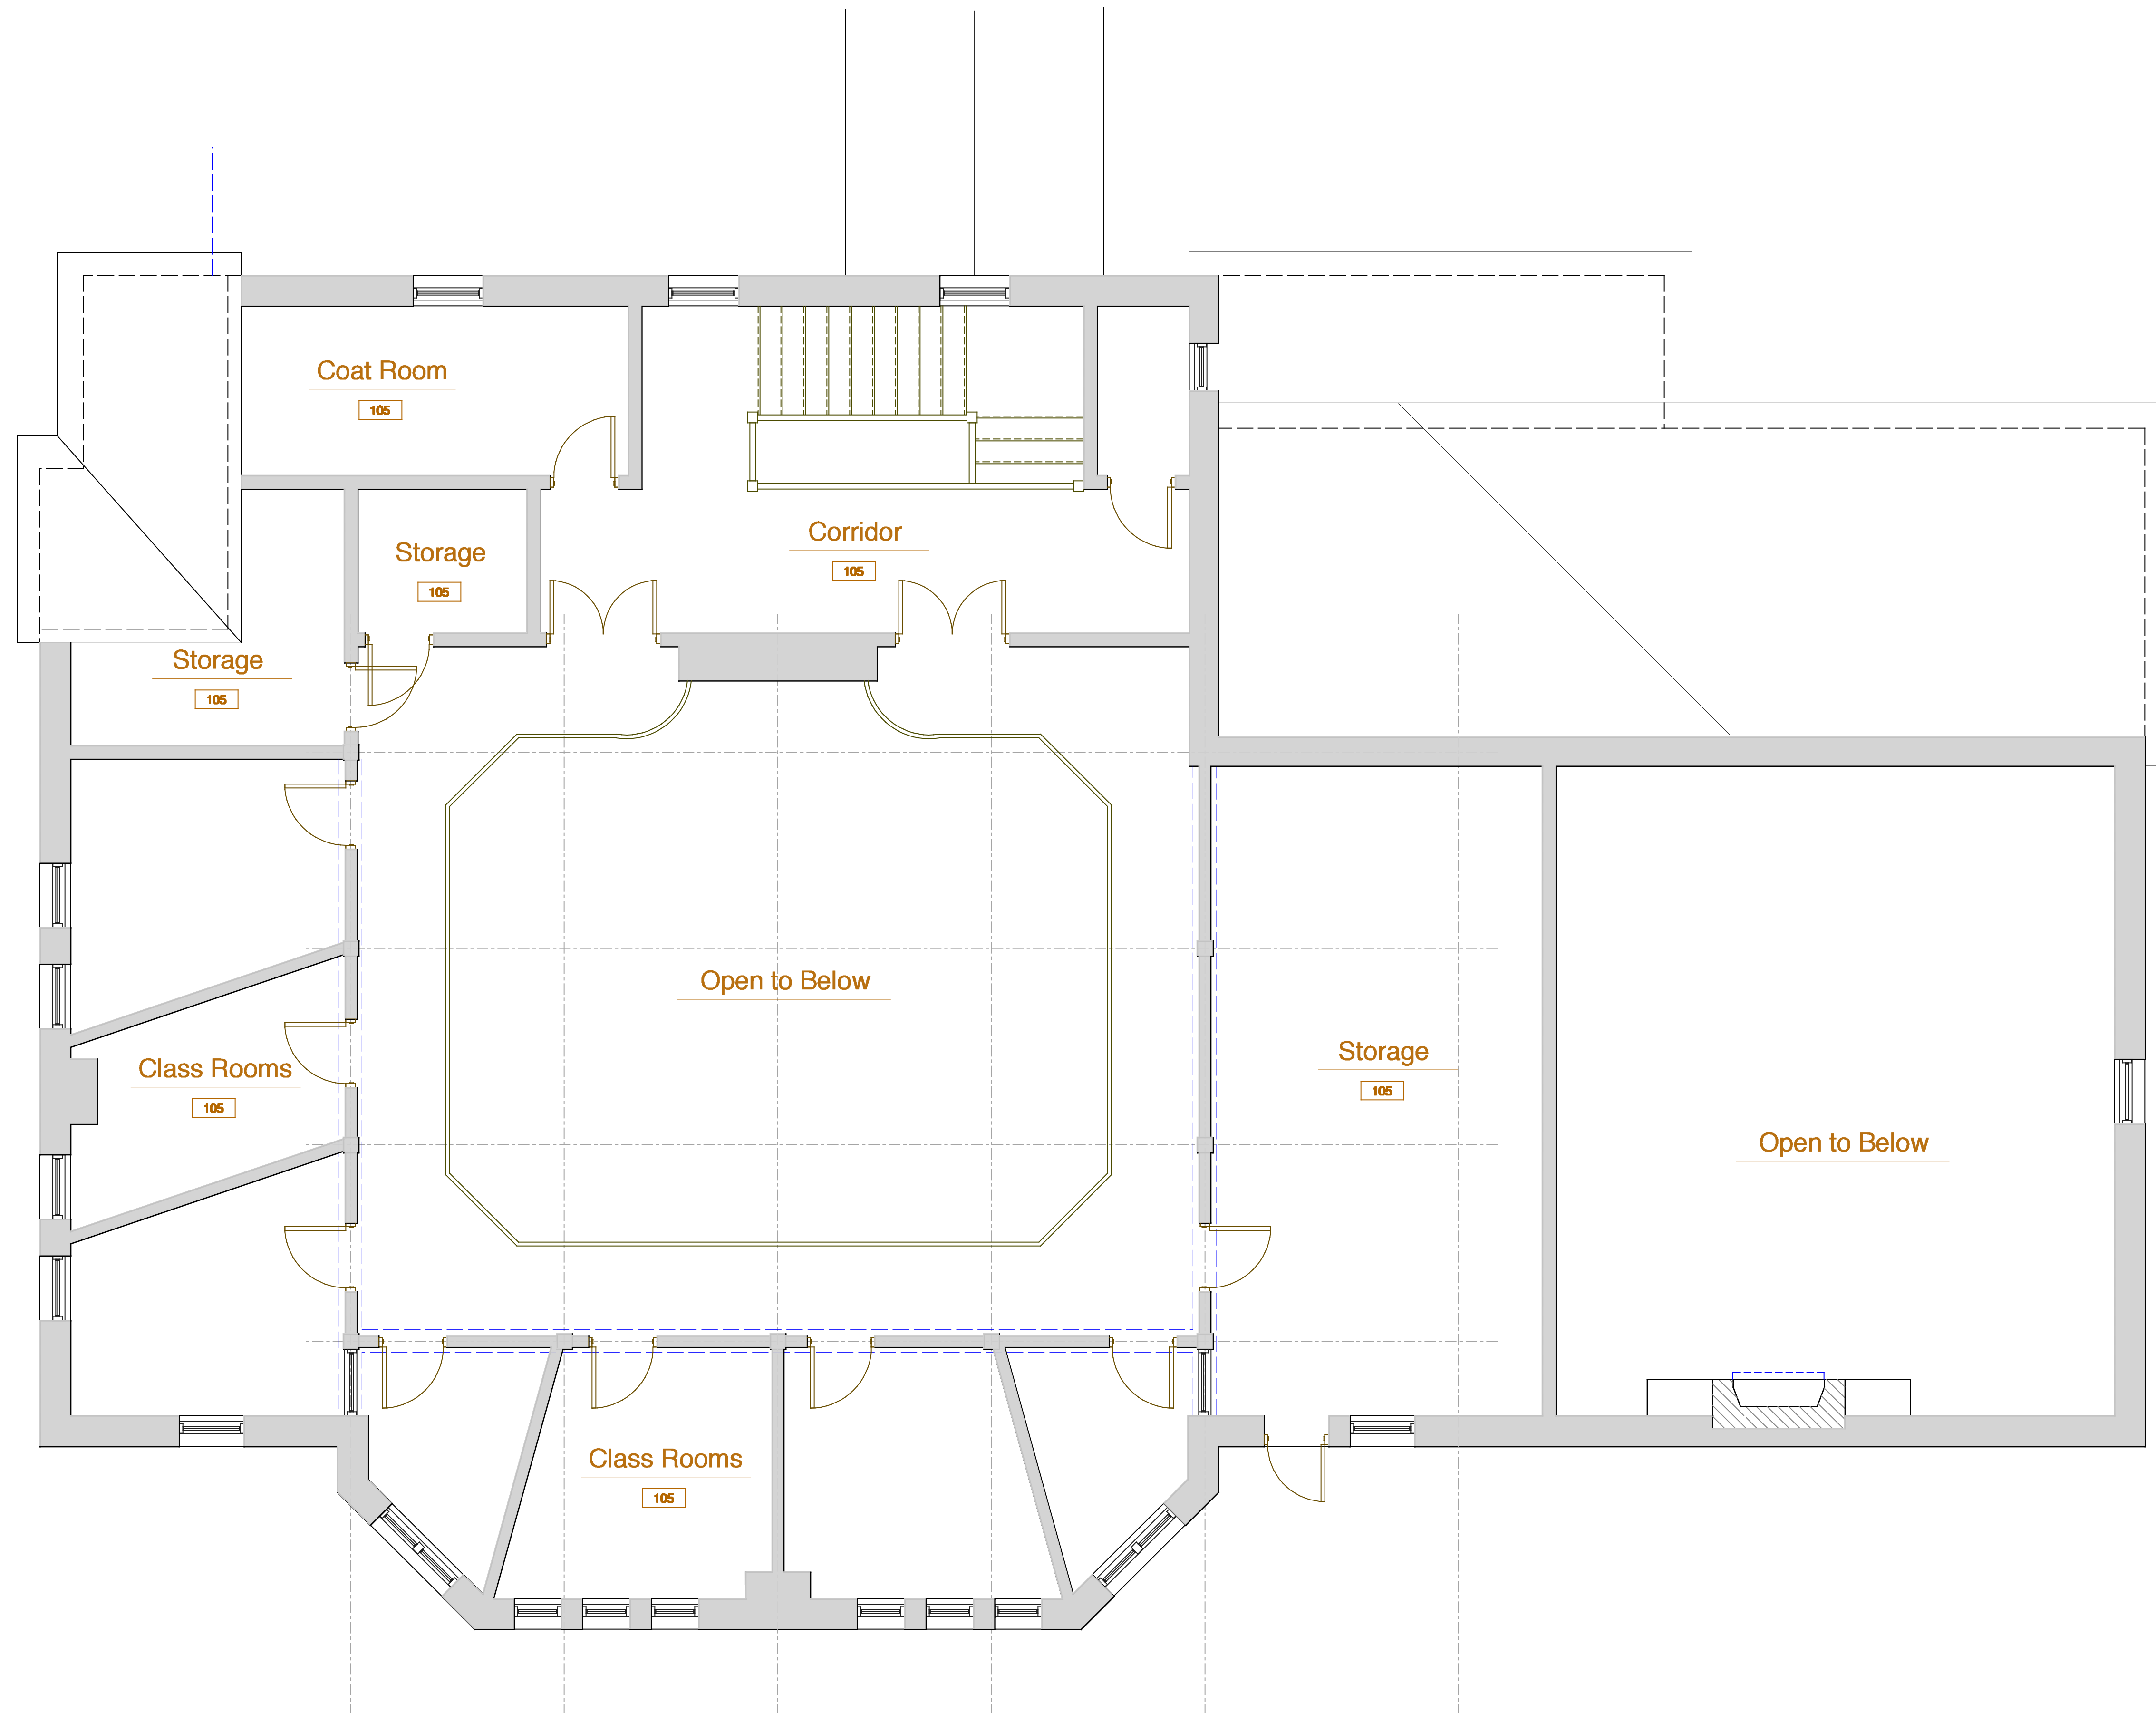 Coat Room
105
Corridor
105
Storage
105
Storage
105
Open to Below
Storage
105
Class Rooms
105
Open to Below
Class Rooms
105